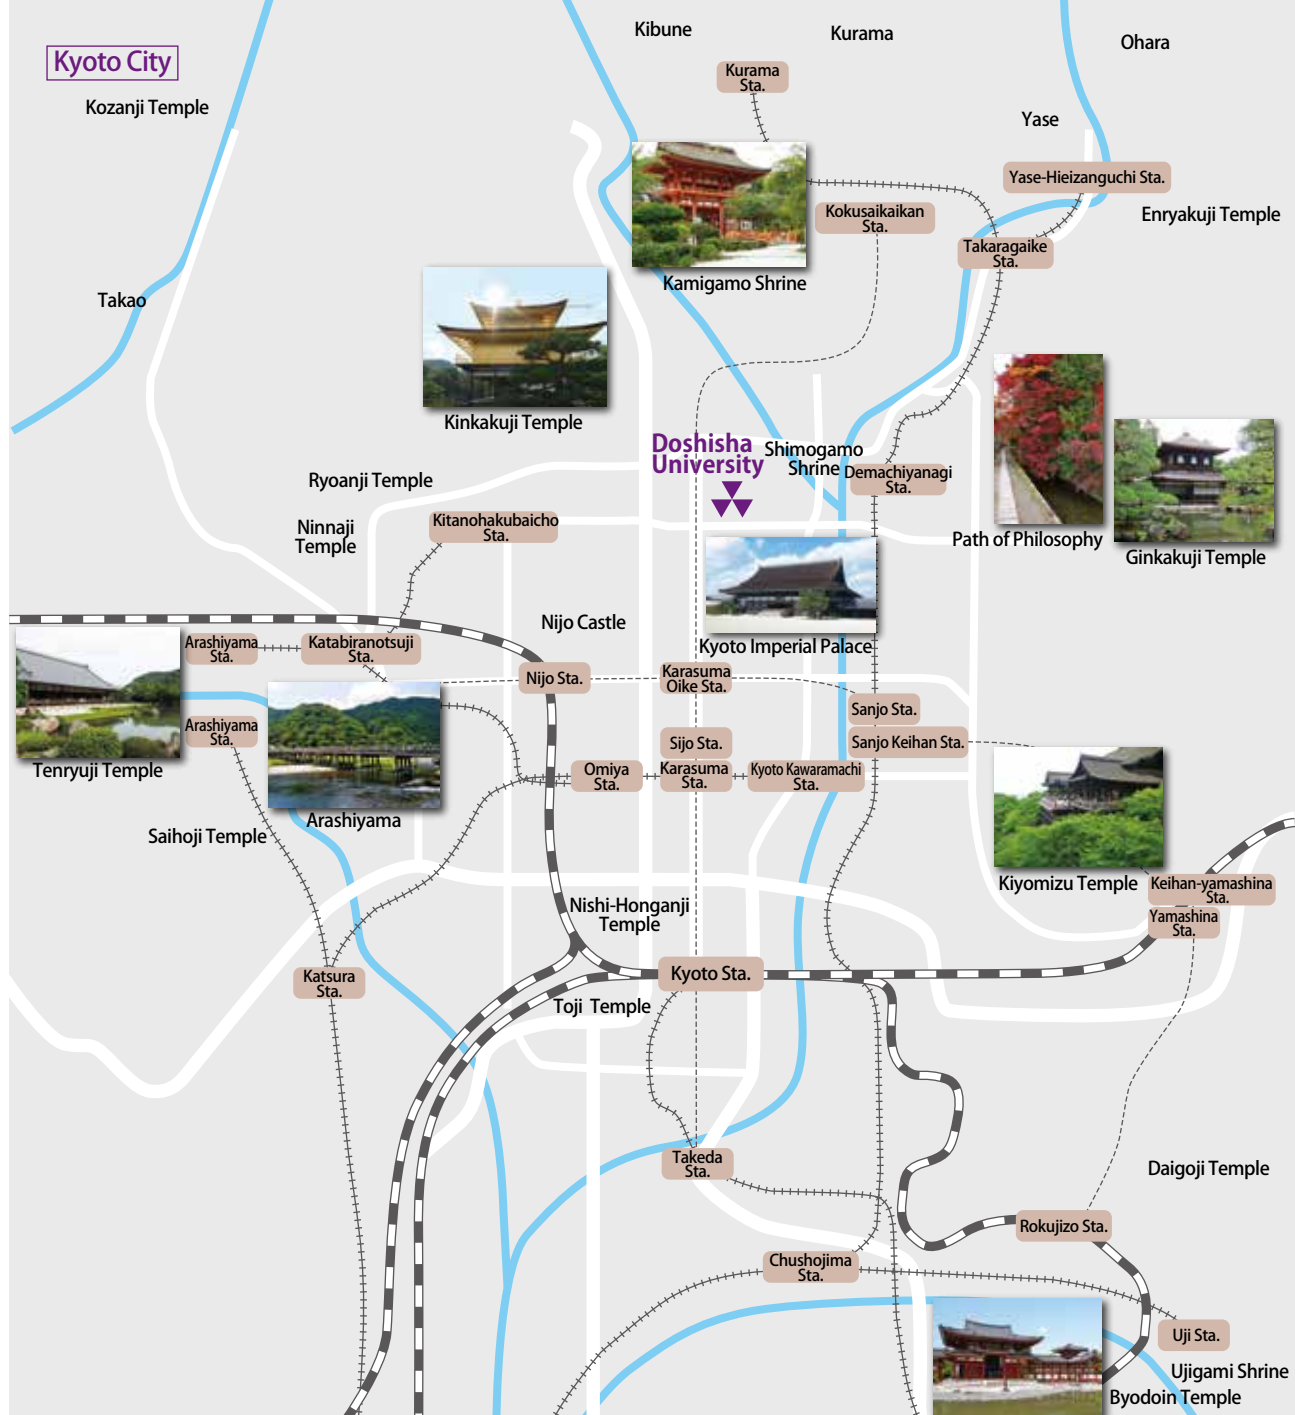 Kibune
Kurama
Ohara
Kyoto City
Kurama
Sta.
Kozanji Temple
Yase
Yase-Hieizanguchi Sta.
Kokusaikaikan
Sta.
Enryakuji Temple
Takaragaike
Sta.
Kamigamo Shrine
Takao
Kinkakuji Temple
Doshisha
University
Shimogamo
Shrine
Demachiyanagi
Sta.
Ryoanji Temple
Ninnaji
Temple
Kitanohakubaicho
Sta.
Path of Philosophy
Ginkakuji Temple
Nijo Castle
Kyoto Imperial Palace
Arashiyama
Sta.
Katabiranotsuji
Sta.
Nijo Sta.
Karasuma
Oike Sta.
Sanjo Sta.
Arashiyama
Sta.
Sijo Sta.
Sanjo Keihan Sta.
Tenryuji Temple
Omiya
Sta.
Karasuma
Sta.
Kyoto Kawaramachi
Sta.
Arashiyama
Saihoji Temple
Kiyomizu Temple
Keihan-yamashina
Sta.
Nishi-Honganji
Temple
Yamashina
Sta.
Katsura
Sta.
Kyoto Sta.
Toji Temple
Takeda
Sta.
Daigoji Temple
Rokujizo Sta.
Chushojima
Sta.
Uji Sta.
Ujigami Shrine
Byodoin Temple